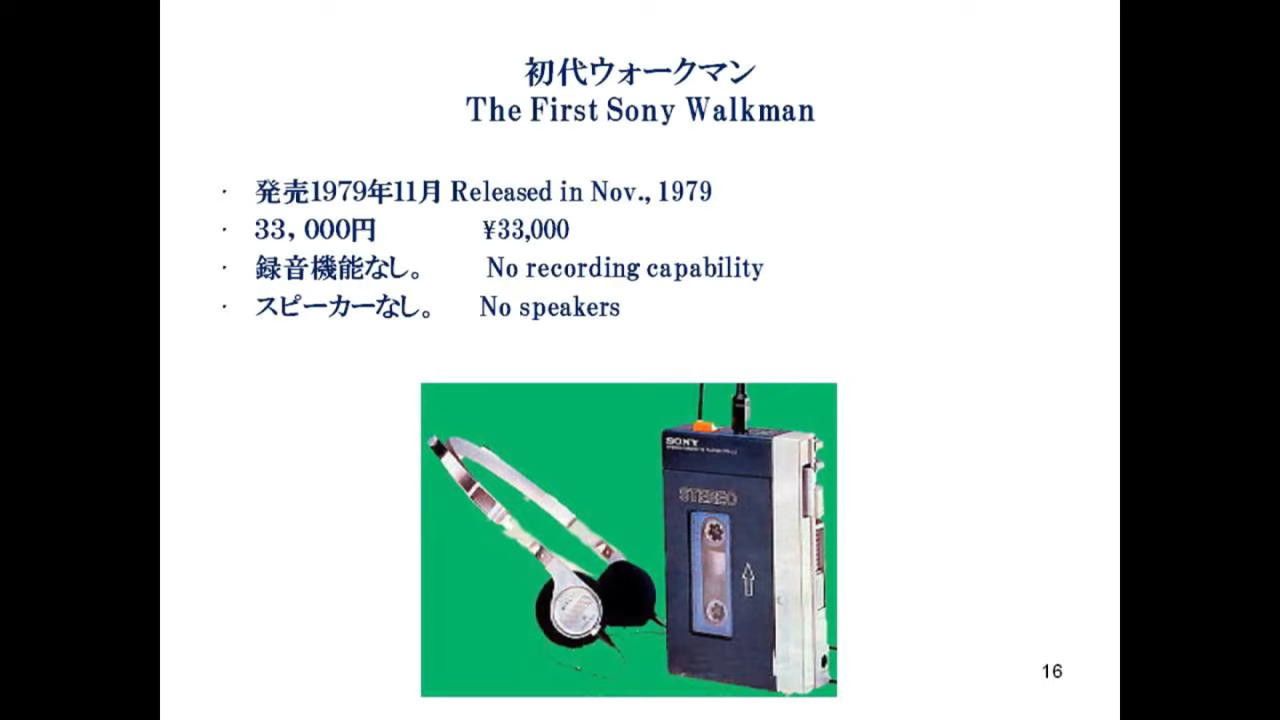 初代ウォークマン
The First Sony Walkman
· 発売1979年11月 Released in Nov., 1979
· 33,000円 ¥33,000
· 録音機能なし。 No recording capability
· スピーカーなし。 No speakers
SONY
STEREO
16